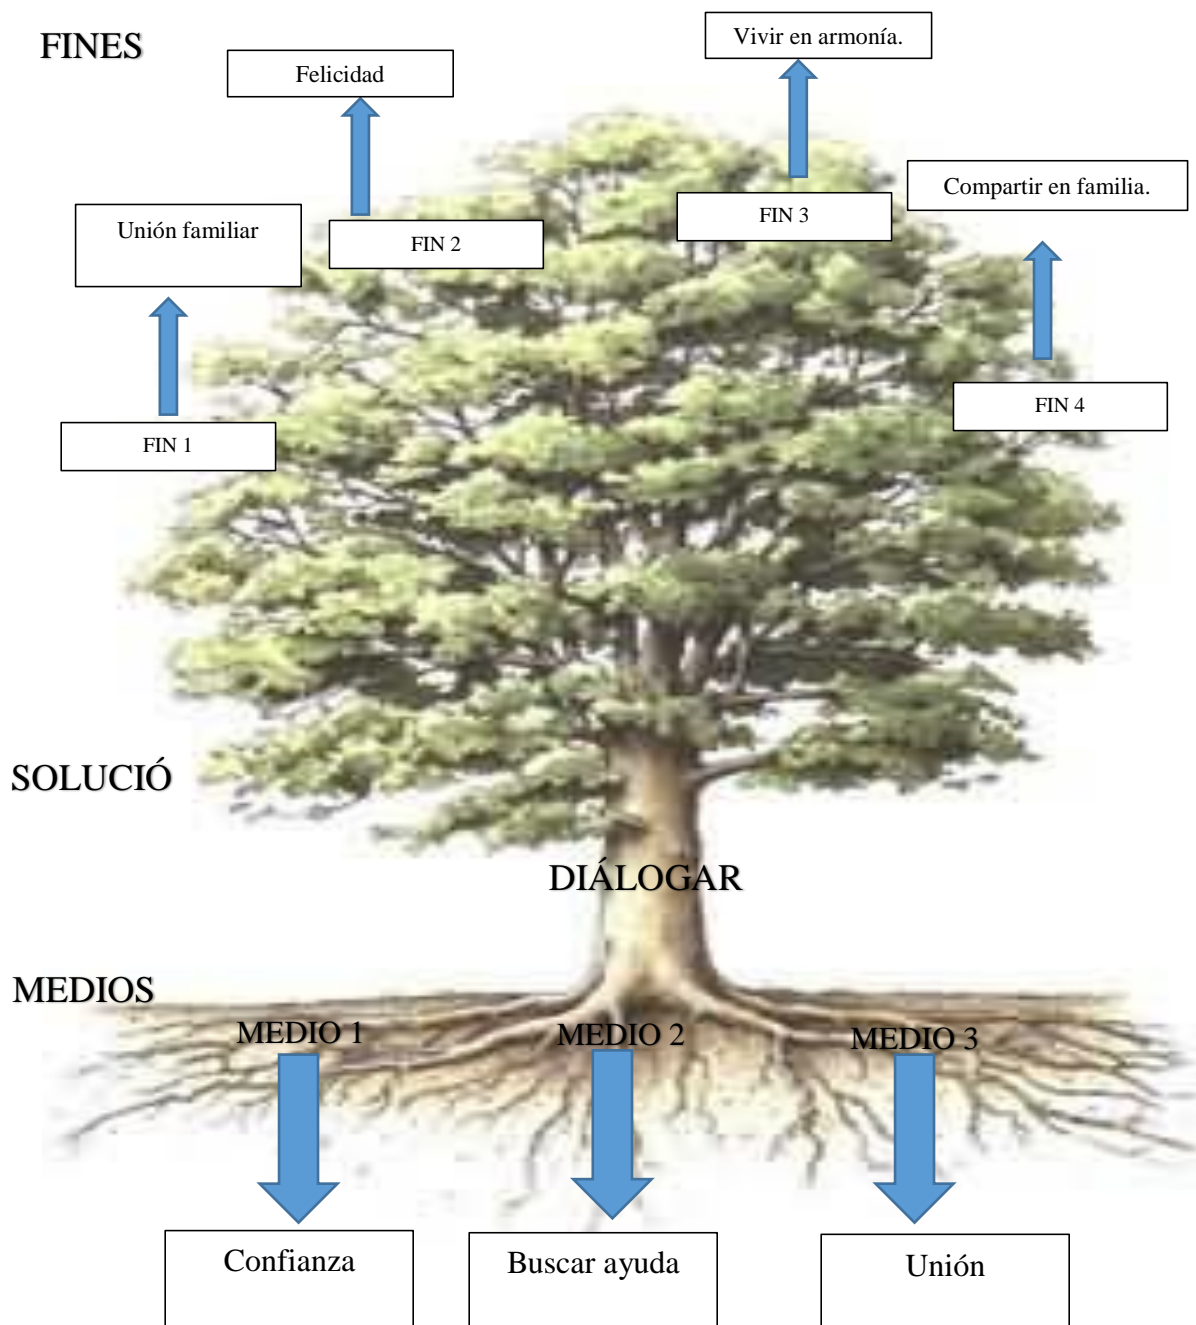 FINES
Vivir en armonía.
Felicidad
Compartir en familia.
Unión familiar
FIN 2
FIN 3
FIN 4
FIN 1
SOLUCIÓ
DIÁLOGAR
MEDIOS
MEDIO 1
MEDIO 2
MEDIO 3
Confianza
Buscar ayuda
Unión